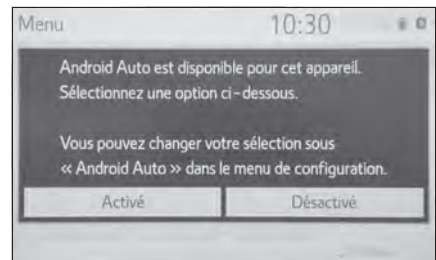 Menu 10:30
Android Auto est disponible pour cet appareil.
Sélectionnez une option ci-dessous.
Vous pouvez changer votre sélection sous
« Android Auto » dans le menu de configuration.
Activé Désactivé